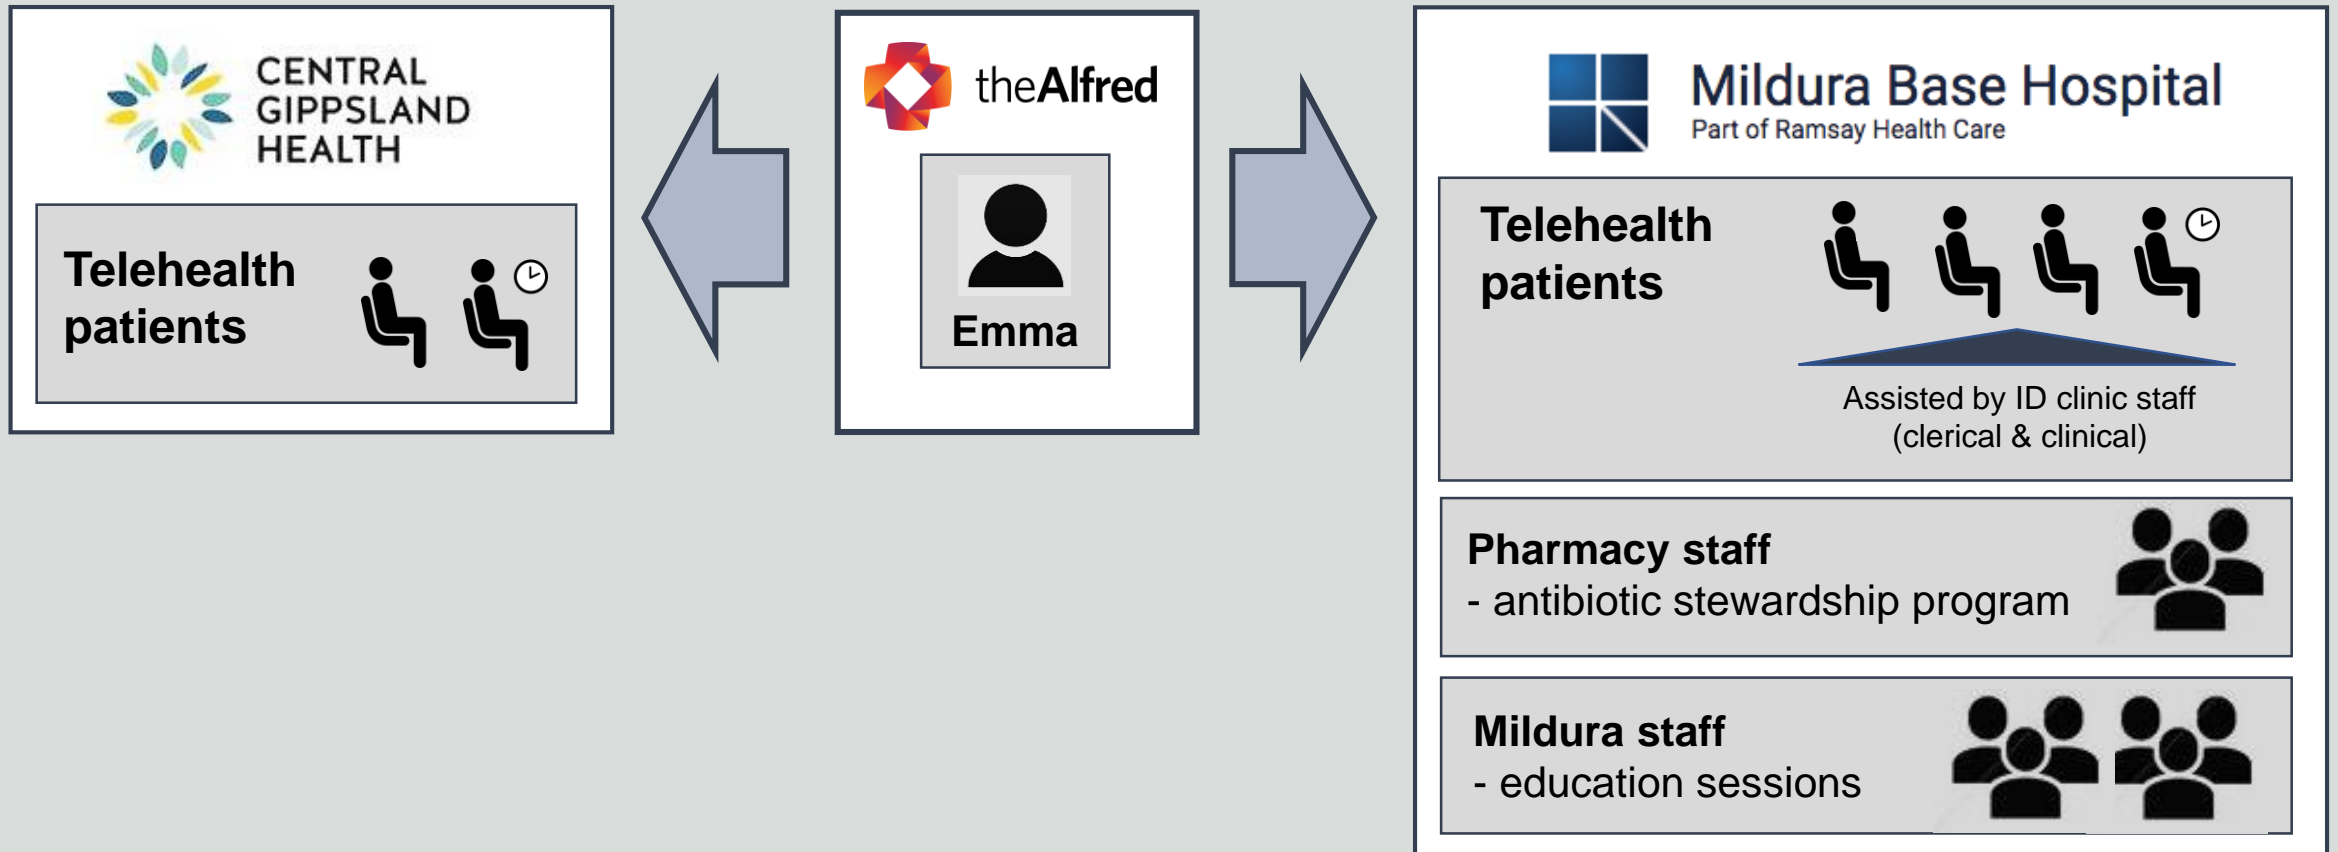 CENTRAL
GIPPSLAND
HEALTH
Telehealth
patients
theAlfred
Emma
Mildura Base Hospital
Part of Ramsay Health Care
Telehealth
patients
Assisted by ID clinic staff
(clerical & clinical)
Pharmacy staff
- antibiotic stewardship program
Mildura staff
- education sessions